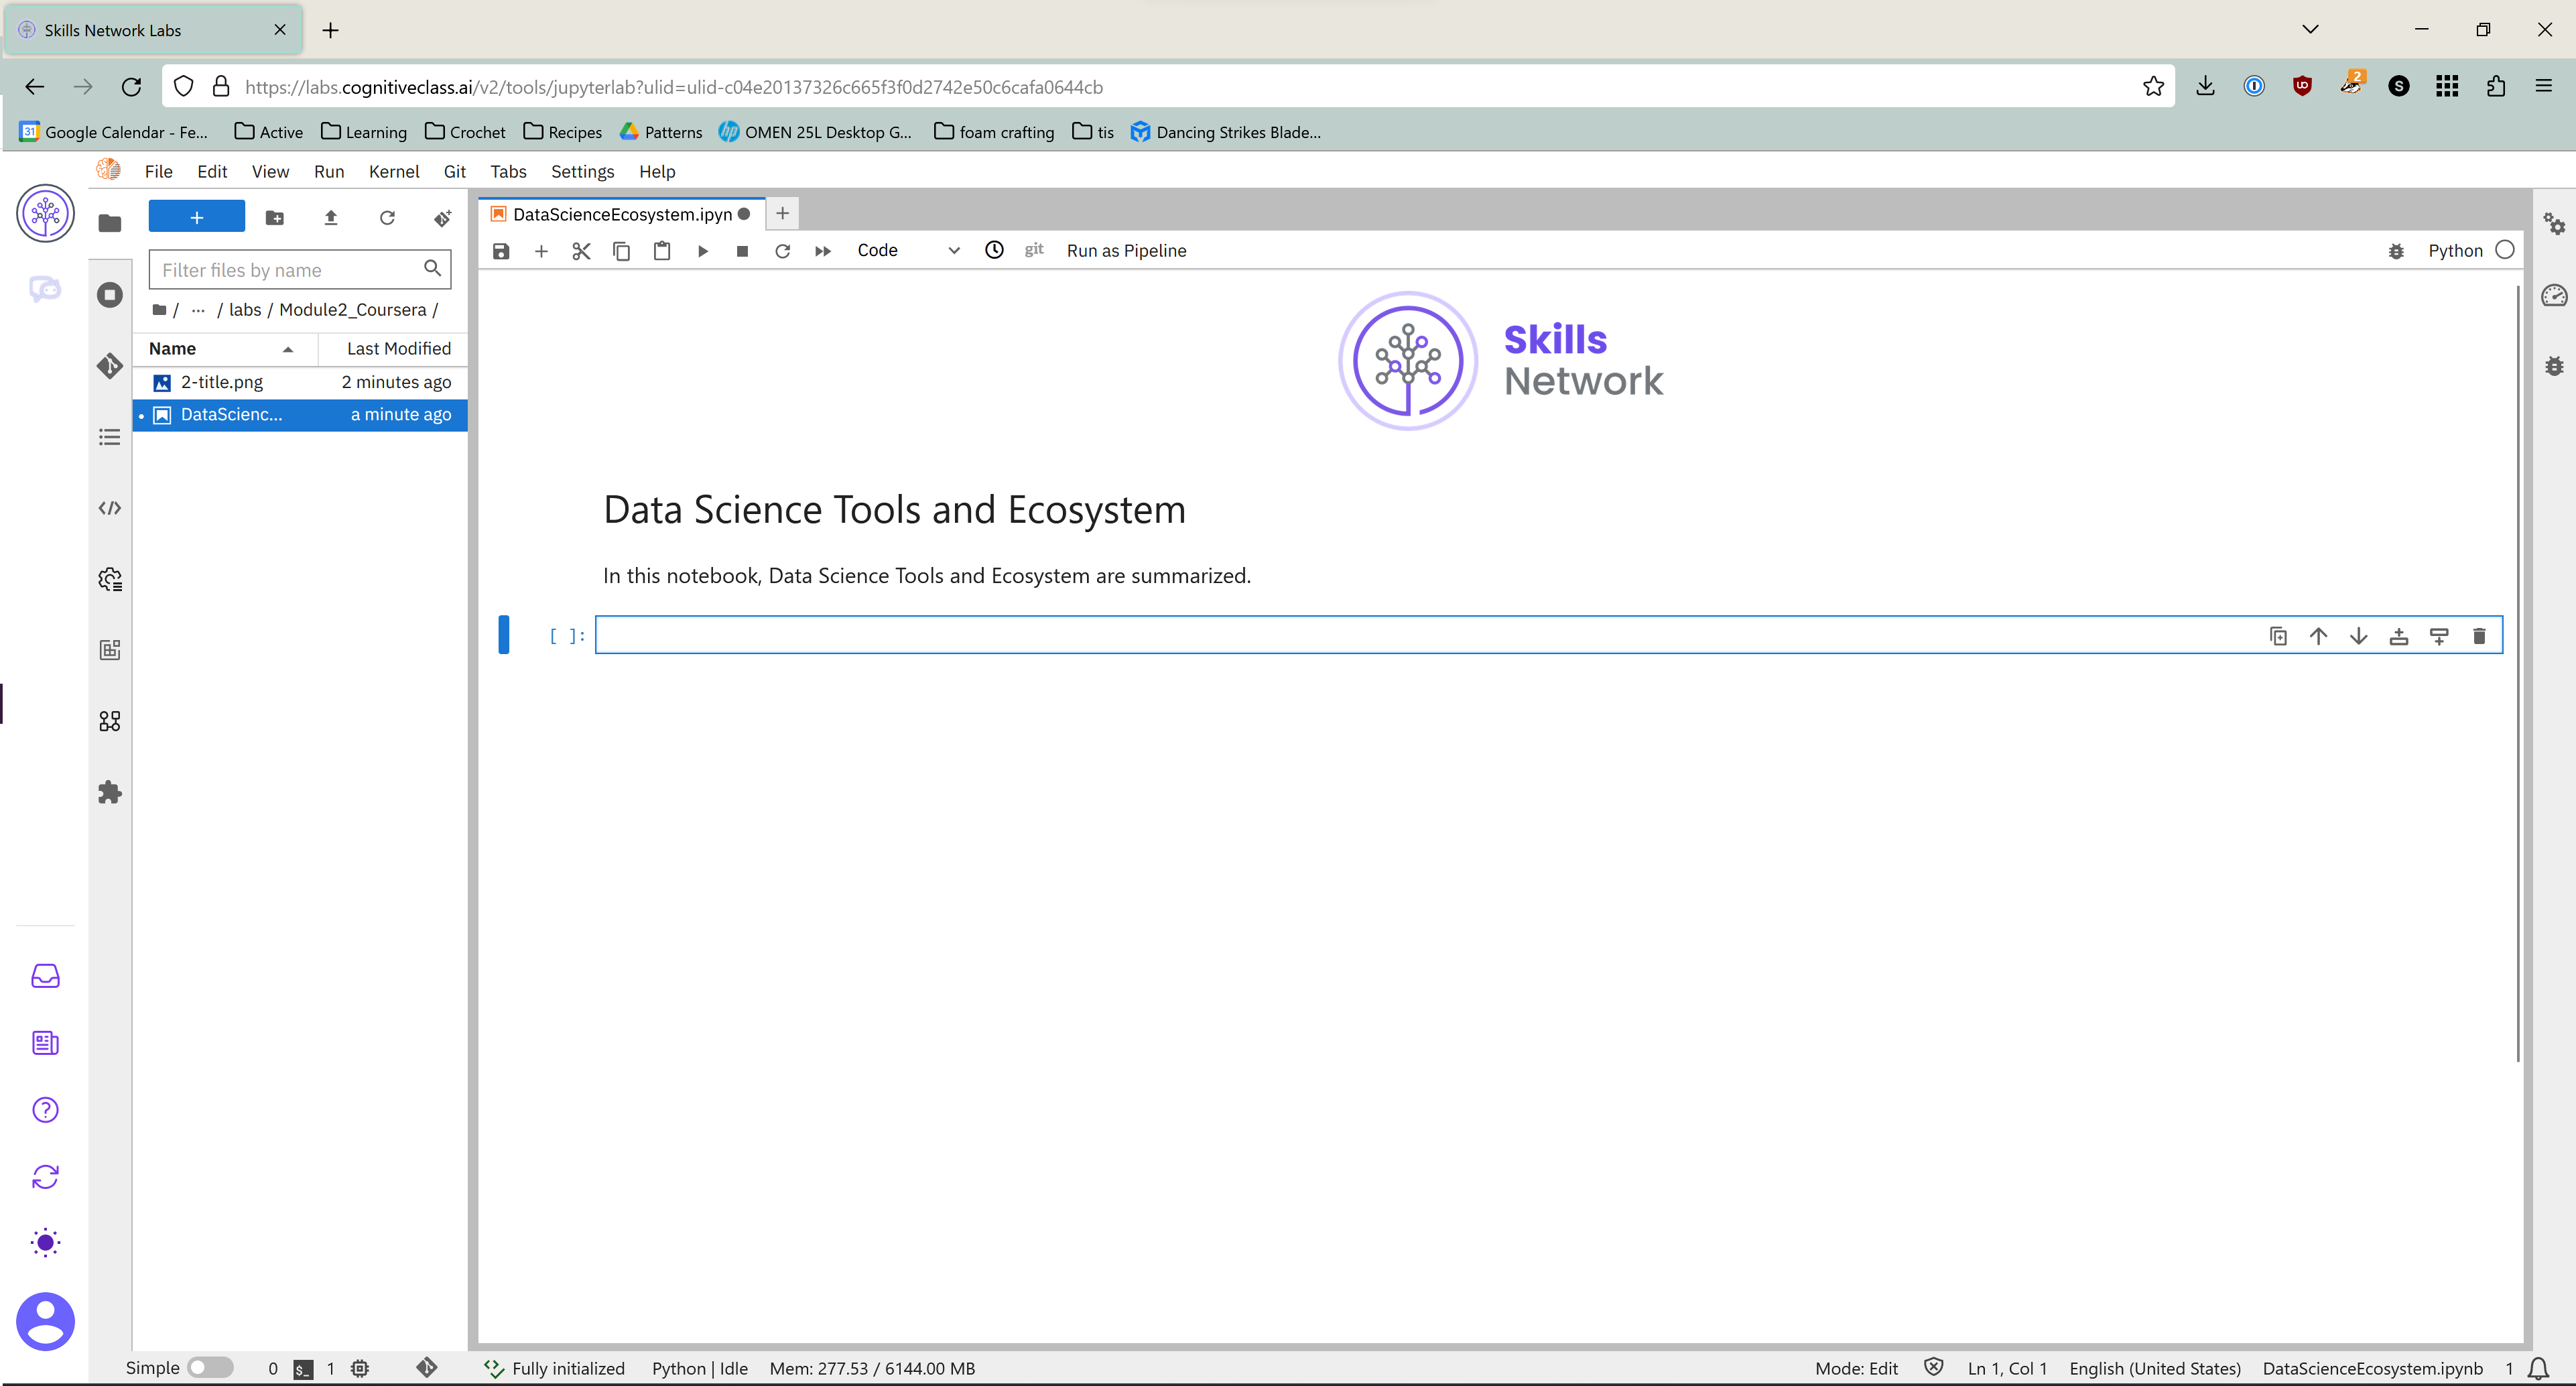 Skills Network Labs
https://labs.cognitiveclass.ai/v2/tools/jupyterlab?ulid=ulid-c04e20137326c665f3f0d2742e50c6cafa0644cb
2
S
31 Google Calendar - Fe... Active Learning Crochet Recipes Patterns hp OMEN 25L Desktop G... foam crafting tis Dancing Strikes Blade...
File Edit View Run Kernel Git Tabs Settings Help
DataScienceEcosystem.ipyn
Code git Run as Pipeline Python
Filter files by name
/ ... / labs / Module2_Coursera /
Name Last Modified
2-title.png 2 minutes ago
DataScienc... a minute ago
Skills
Network
Data Science Tools and Ecosystem
In this notebook, Data Science Tools and Ecosystem are summarized.
[ ]:
Simple 0 $_ 1 Fully initialized Python | Idle Mem: 277.53 / 6144.00 MB Mode: Edit Ln 1, Col 1 English (United States) DataScienceEcosystem.ipynb 1